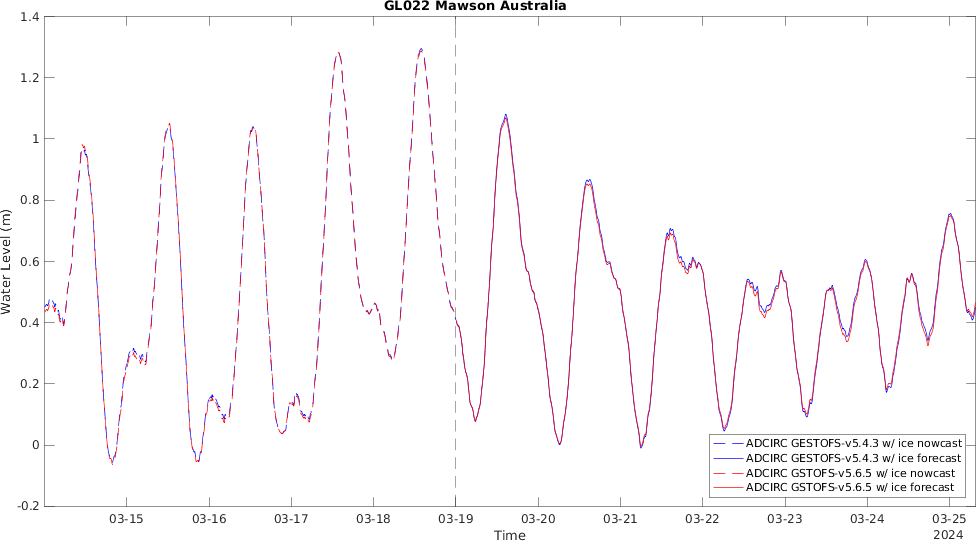 GL022 Mawson Australia
Water Level (m)
1.4
1.2
1
0.8
0.6
0.4
0.2
0
-0.2
ADCIRC GESTOFS-v5.4.3 w/ ice nowcast
ADCIRC GESTOFS-v5.4.3 w/ ice forecast
ADCIRC GSTOFS-v5.6.5 w/ ice nowcast
ADCIRC GSTOFS-v5.6.5 w/ ice forecast
03-15 03-16 03-17 03-18 03-19 03-20 03-21 03-22 03-23 03-24 03-25
Time
2024